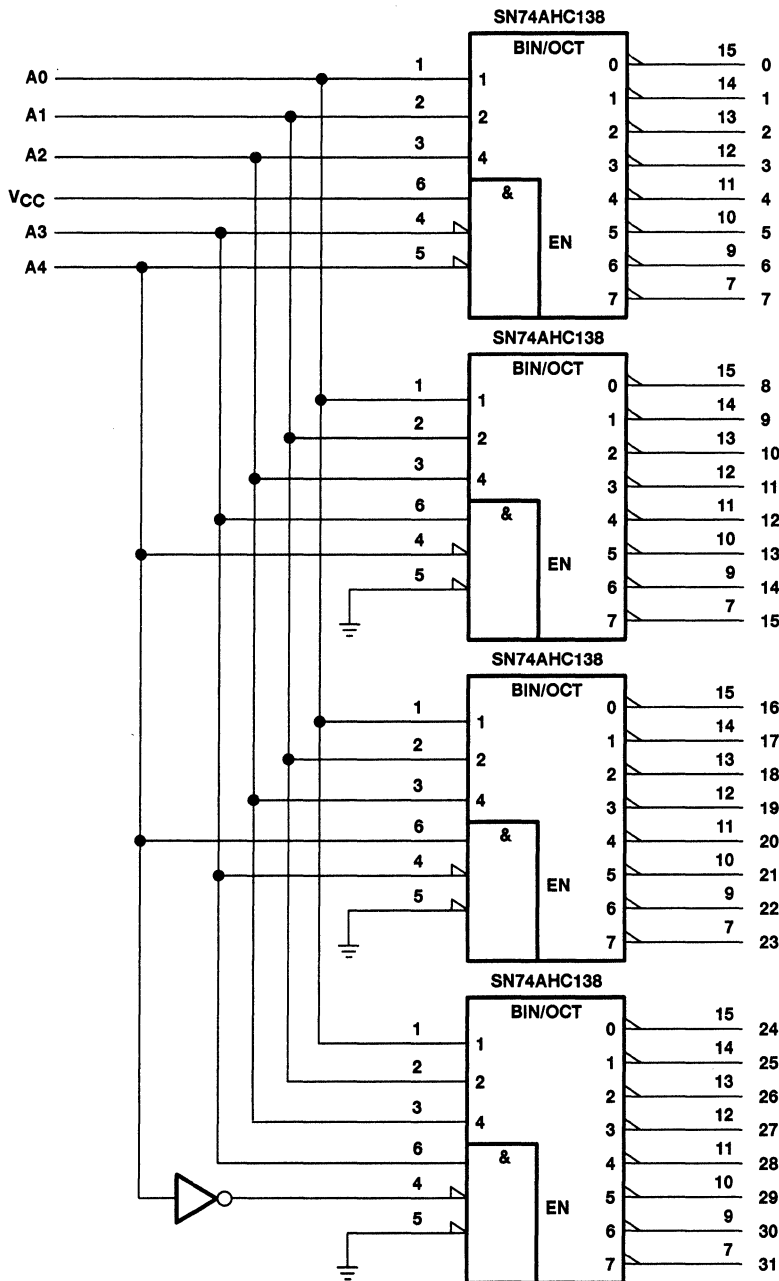 SN74AHC138
BIN/OCT
A0 1 1 0 15 0
A1 2 2 1 14 1
A2 3 4 2 13 2
3 12 3
VCC 6 & 4 11 4
A3 4 EN 5 10 5
A4 5 6 9 6
7 7 7
SN74AHC138
BIN/OCT
1 1 0 15 8
2 2 1 14 9
3 4 2 13 10
3 12 11
6 & 4 11 12
4 EN 5 10 13
5 6 9 14
7 7 15
SN74AHC138
BIN/OCT
1 1 0 15 16
2 2 1 14 17
3 4 2 13 18
3 12 19
6 & 4 11 20
4 EN 5 10 21
5 6 9 22
7 7 23
SN74AHC138
BIN/OCT
1 1 0 15 24
2 2 1 14 25
3 4 2 13 26
3 12 27
6 & 4 11 28
4 EN 5 10 29
5 6 9 30
7 7 31